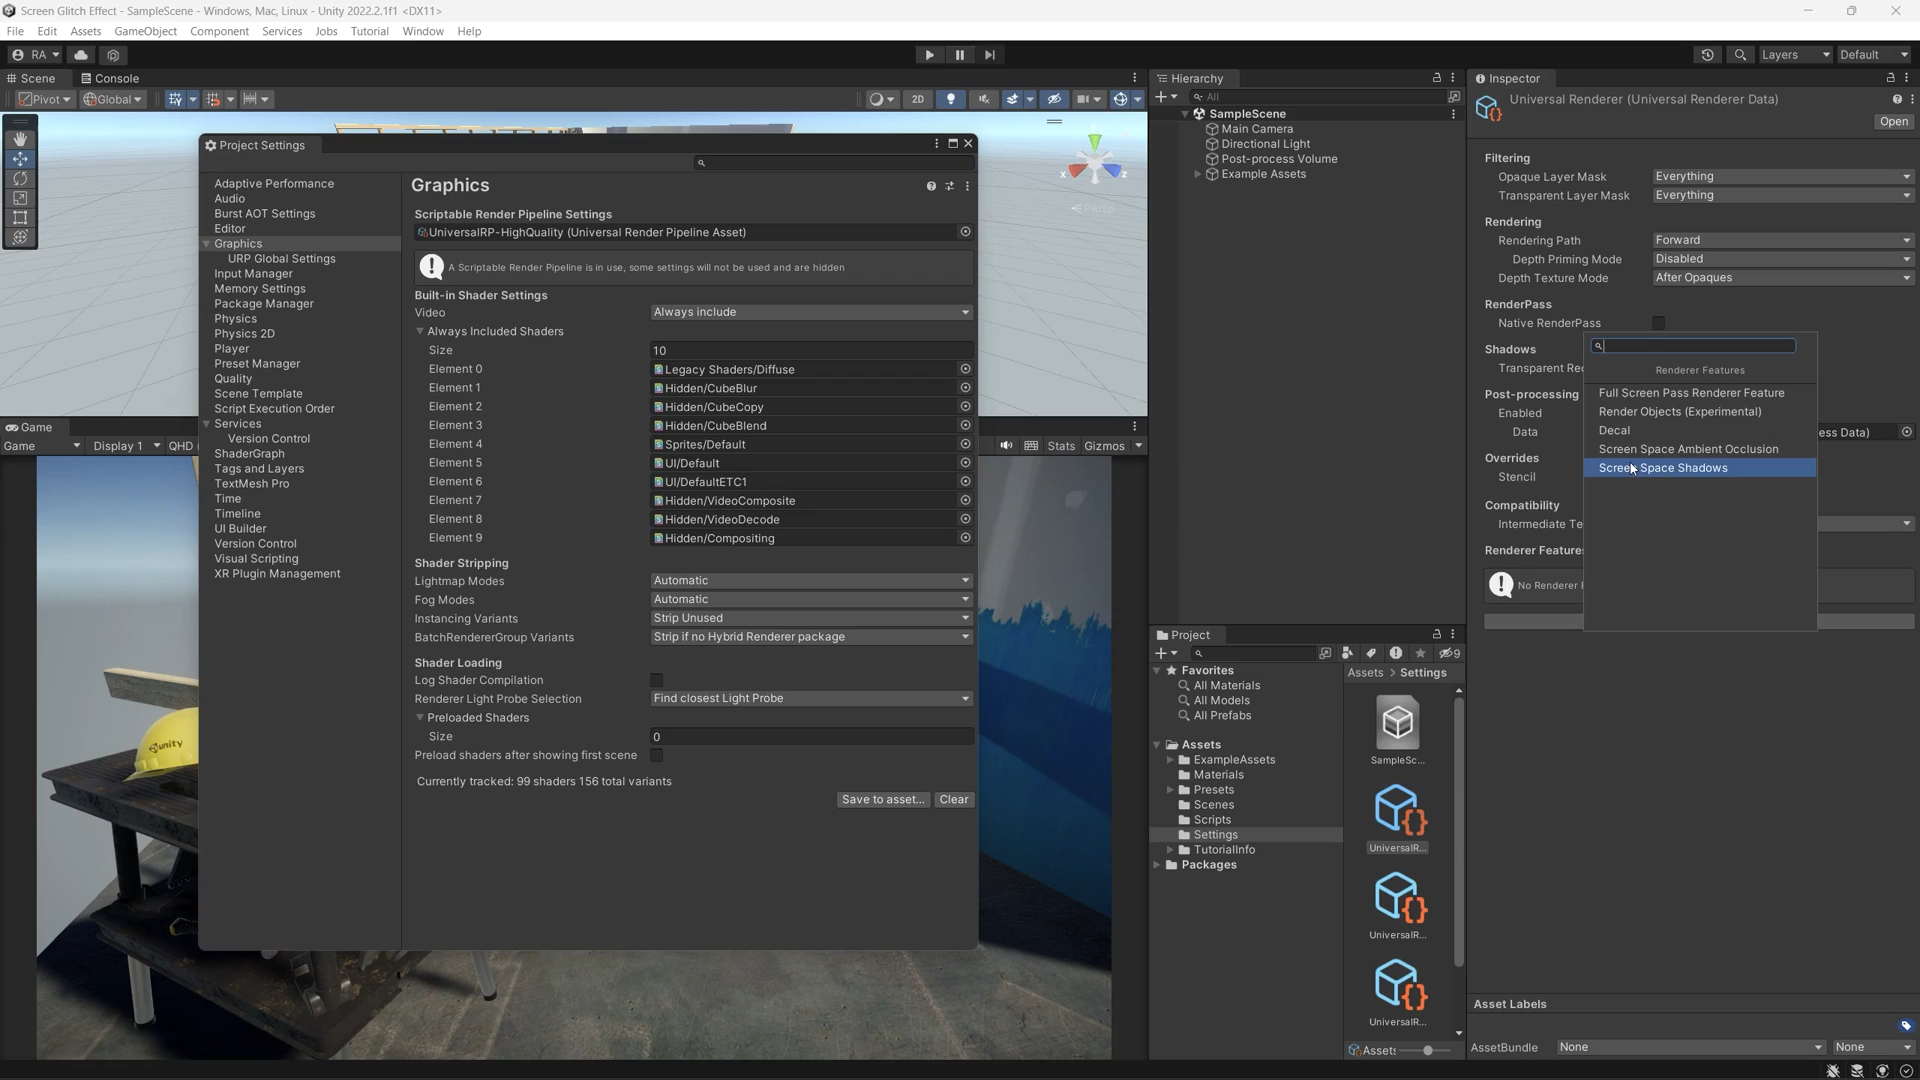 Screen Glitch Effect - SampleScene - Windows, Mac, Linux - Unity 2022.2.1f1 <DX11>
File Edit Assets GameObject Component Services Jobs Tutorial Window Help
RA
Layers Default
Scene Console
Pivot Global 2D
x z
Persp
Game
Game Display 1 QHD
Stats Gizmos
unity
Project Settings
Adaptive Performance
Audio
Burst AOT Settings
Editor
Graphics
URP Global Settings
Input Manager
Memory Settings
Package Manager
Physics
Physics 2D
Player
Preset Manager
Quality
Scene Template
Script Execution Order
Services
Version Control
ShaderGraph
Tags and Layers
TextMesh Pro
Time
Timeline
UI Builder
Version Control
Visual Scripting
XR Plugin Management
Graphics
Scriptable Render Pipeline Settings
UniversalRP-HighQuality (Universal Render Pipeline Asset)
A Scriptable Render Pipeline is in use, some settings will not be used and are hidden
Built-in Shader Settings
Video Always include
Always Included Shaders
Size 10
Element 0 Legacy Shaders/Diffuse
Element 1 Hidden/CubeBlur
Element 2 Hidden/CubeCopy
Element 3 Hidden/CubeBlend
Element 4 Sprites/Default
Element 5 UI/Default
Element 6 UI/DefaultETC1
Element 7 Hidden/VideoComposite
Element 8 Hidden/VideoDecode
Element 9 Hidden/Compositing
Shader Stripping
Lightmap Modes Automatic
Fog Modes Automatic
Instancing Variants Strip Unused
BatchRendererGroup Variants Strip if no Hybrid Renderer package
Shader Loading
Log Shader Compilation
Renderer Light Probe Selection Find closest Light Probe
Preloaded Shaders
Size 0
Preload shaders after showing first scene
Currently tracked: 99 shaders 156 total variants
Save to asset... Clear
Hierarchy
All
SampleScene
Main Camera
Directional Light
Post-process Volume
Example Assets
Project
9
Favorites
All Materials
All Models
All Prefabs
Assets
ExampleAssets
Materials
Presets
Scenes
Scripts
Settings
TutorialInfo
Packages
Assets > Settings
SampleSc...
UniversalR...
UniversalR...
UniversalR...
Assets
Inspector
Universal Renderer (Universal Renderer Data)
Open
Filtering
Opaque Layer Mask Everything
Transparent Layer Mask Everything
Rendering
Rendering Path Forward
Depth Priming Mode Disabled
Depth Texture Mode After Opaques
RenderPass
Native RenderPass
Shadows
Transparent Rec
Post-processing
Enabled
Data ess Data)
Overrides
Stencil
Compatibility
Intermediate Te
Renderer Features
No Renderer F
Renderer Features
Full Screen Pass Renderer Feature
Render Objects (Experimental)
Decal
Screen Space Ambient Occlusion
Screen Space Shadows
Asset Labels
AssetBundle None None